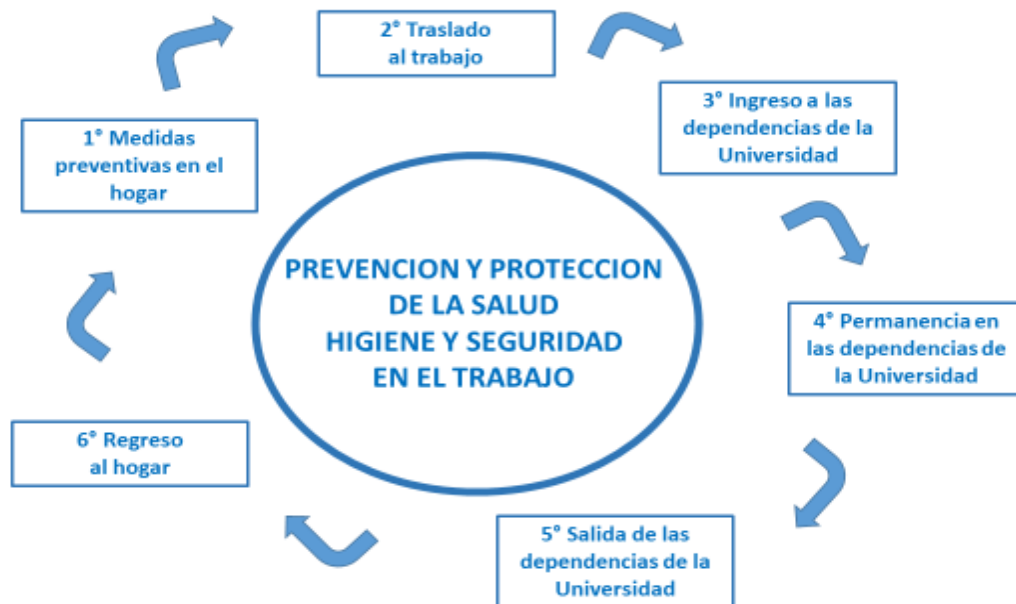 1° Medidas
preventivas en el
hogar
2° Traslado
al trabajo
3° Ingreso a las
dependencias de la
Universidad
4° Permanencia en
las dependencias de
la Universidad
5° Salida de las
dependencias de la
Universidad
6° Regreso
al hogar
PREVENCION Y PROTECCION
DE LA SALUD
HIGIENE Y SEGURIDAD
EN EL TRABAJO